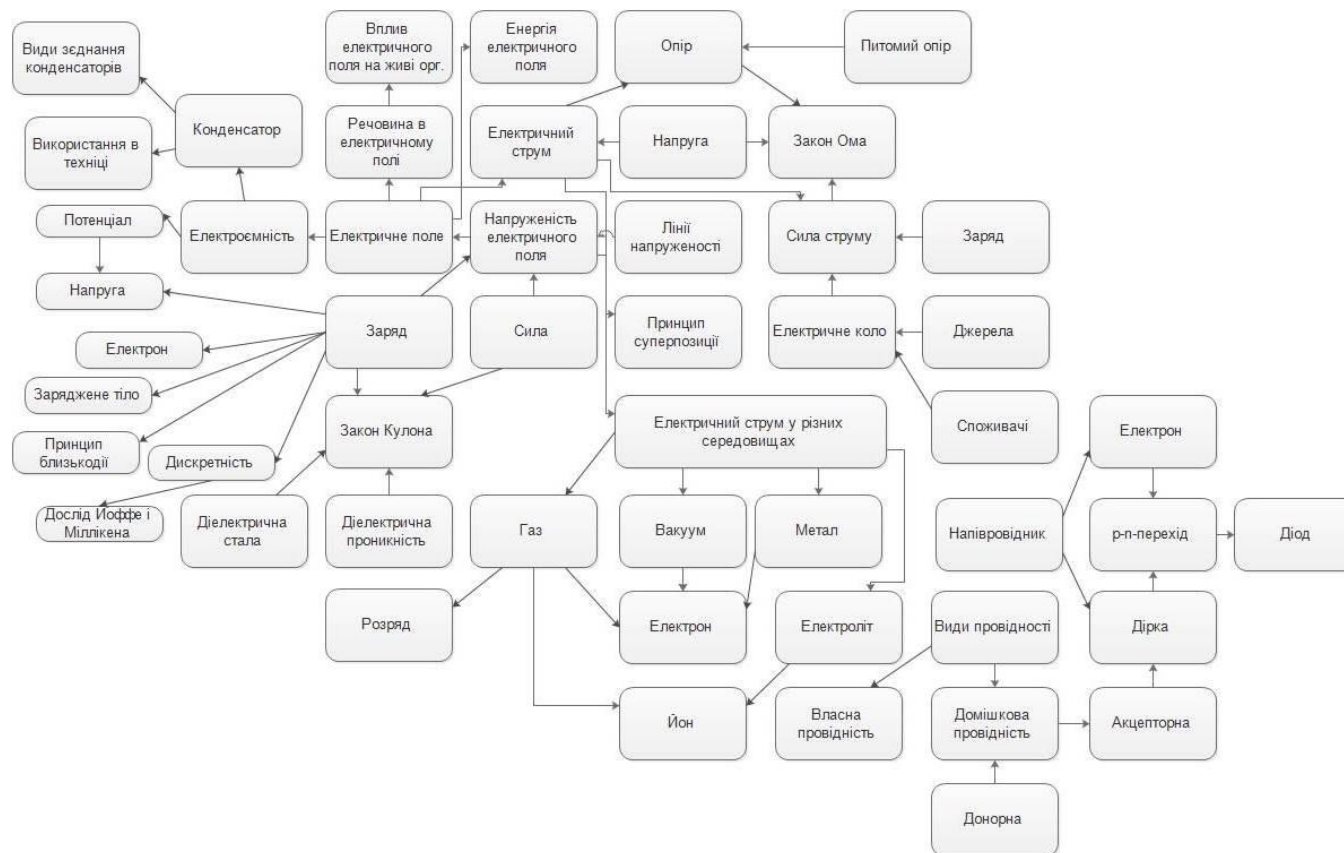 Види зєднання
конденсаторів
Вплив
електричного
поля на живі орг.
Енергія
електричного
поля
Опір
Питомий опір
Конденсатор
Використання в
техніці
Речовина в
електричному
полі
Електричний
струм
Напруга
Закон Ома
Потенціал
Електроємність
Електричне поле
Напруженість
електричного
поля
Лінії
напруженості
Сила струму
Заряд
Напруга
Заряд
Сила
Принцип
суперпозиції
Електричне коло
Джерела
Електрон
Заряджене тіло
Принцип
близькодії
Дискретність
Закон Кулона
Електричний струм у різних
середовищах
Споживачі
Електрон
Дослід Йоффе і
Міллікена
Діелектрична
стала
Діелектрична
проникність
Газ
Вакуум
Метал
Напівровідник
p-n-перехід
Діод
Розряд
Електрон
Електроліт
Види провідності
Дірка
Йон
Власна
провідність
Домішкова
провідність
Акцепторна
Донорна